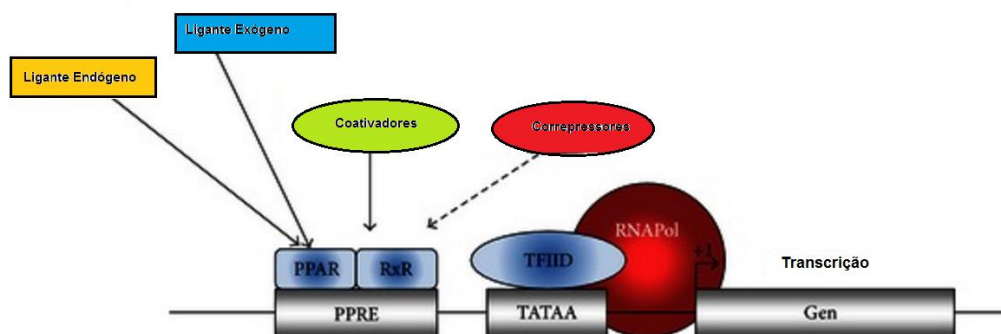 Ligante Exógeno
Ligante Endógeno
Coativadores
Correpressores
RNAPol
+1
PPAR
RxR
TFIID
Transcrição
PPRE
TATAA
Gen